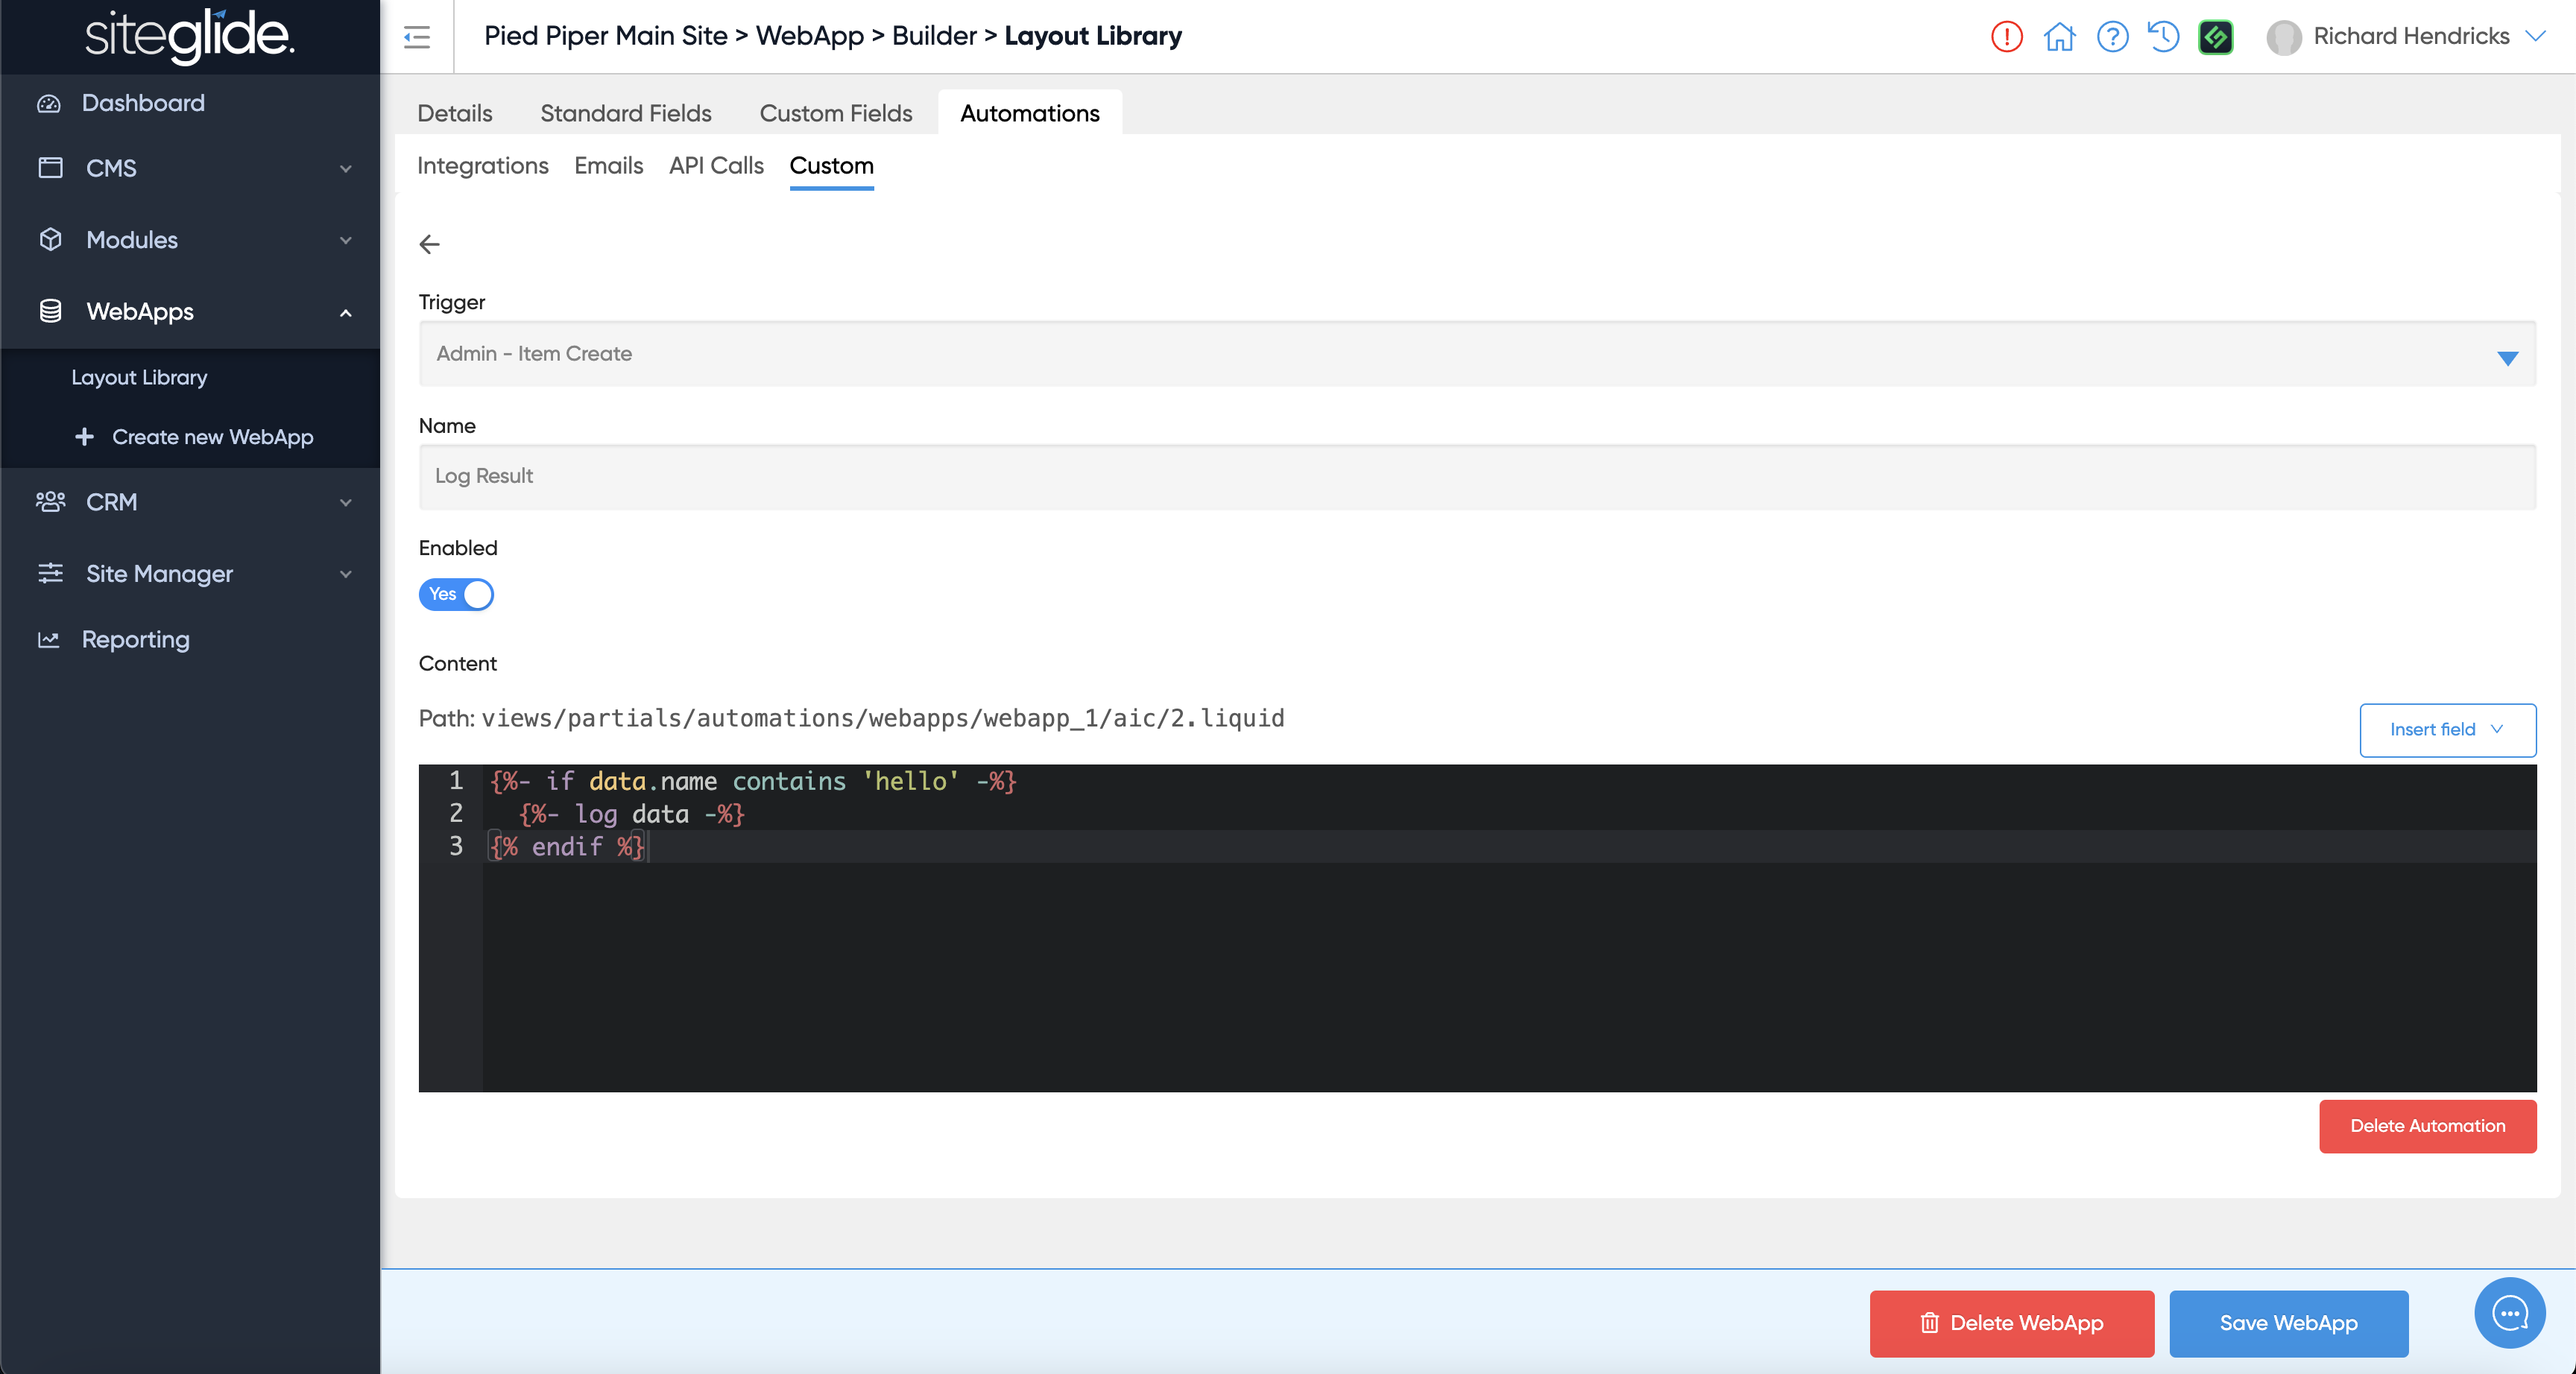 siteglide.
Pied Piper Main Site > WebApp > Builder > Layout Library
Richard Hendricks
Dashboard
CMS
Modules
WebApps
Layout Library
+ Create new WebApp
CRM
Site Manager
Reporting
Details Standard Fields Custom Fields Automations
Integrations Emails API Calls Custom
Trigger
Admin - Item Create
Name
Log Result
Enabled
Yes
Content
Path: views/partials/automations/webapps/webapp_1/aic/2.liquid
Insert field
1 {%- if data.name contains 'hello' -%}
2   {%- log data -%}
3 {% endif %}
Delete Automation
Delete WebApp
Save WebApp